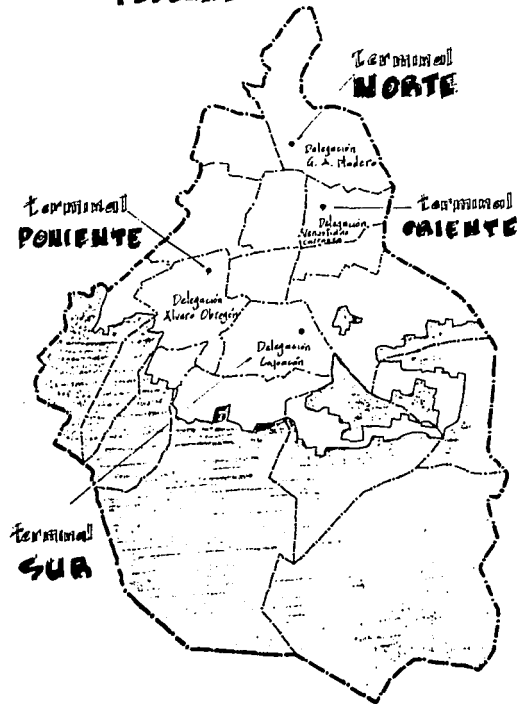 terminal
NORTE
Delegación
G. A. Madero
terminal
ORIENTE
Delegación
Venustiano
Carranza
terminal
PONIENTE
Delegación
Alvaro Obregón
Delegación
Coyoacán
terminal
SUR